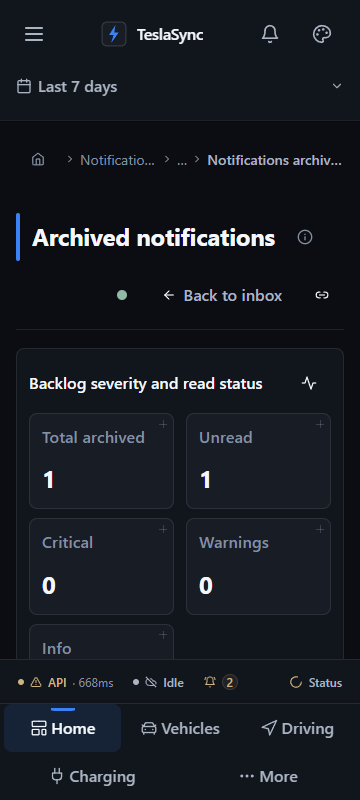 TeslaSync
Last 7 days
Notificatio... ... Notifications archiv...
Archived notifications
Back to inbox
Backlog severity and read status
Total archived
1
Unread
1
Critical
0
Warnings
0
Info
API · 668ms Idle 2 Status
Home Vehicles Driving
Charging More